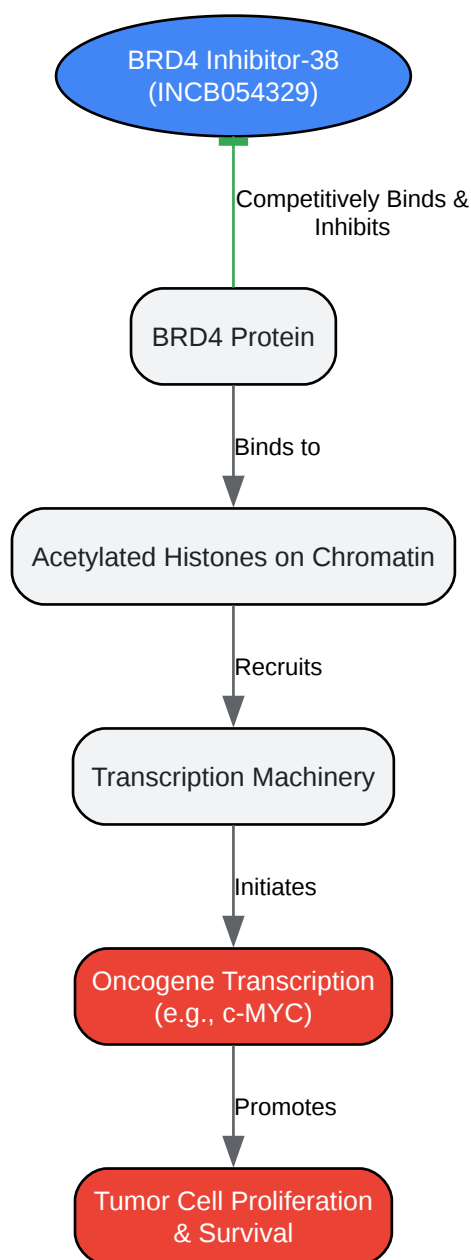 BRD4 Inhibitor-38
(INCB054329)
Competitively Binds &
Inhibits
BRD4 Protein
Binds to
Acetylated Histones on Chromatin
Recruits
Transcription Machinery
Initiates
Oncogene Transcription
(e.g., c-MYC)
Promotes
Tumor Cell Proliferation
& Survival